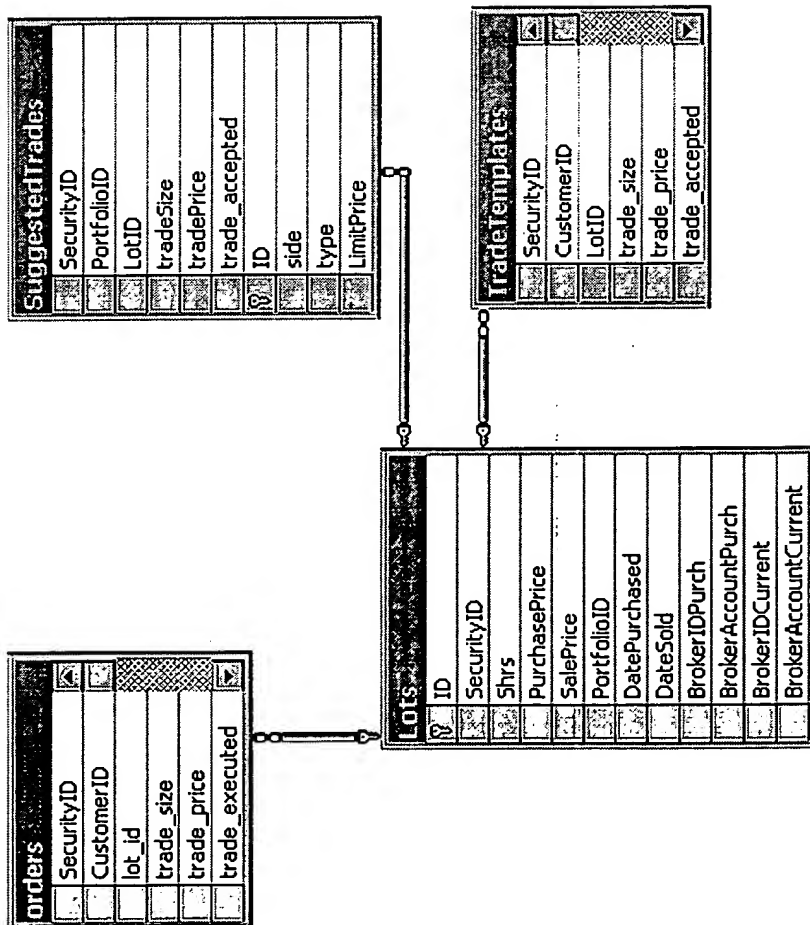 orders
SecurityID
CustomerID
lot_id
trade_size
trade_price
trade_executed
SuggestedTrades
SecurityID
PortfolioID
LotID
tradeSize
tradePrice
trade_accepted
ID
side
type
LimitPrice
Lots
ID
SecurityID
Shrs
PurchasePrice
SalePrice
PortfolioID
DatePurchased
DateSold
BrokerIDPurch
BrokerAccountPurch
BrokerIDCurrent
BrokerAccountCurrent
TradeTemplates
SecurityID
CustomerID
LotID
trade_size
trade_price
trade_accepted